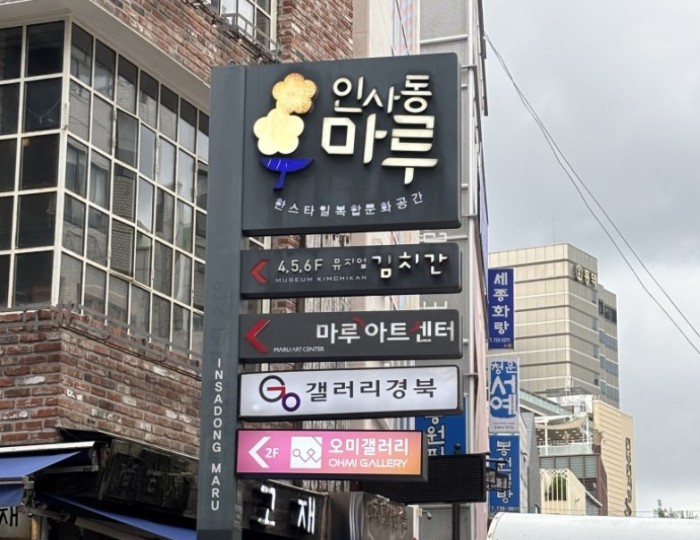 인사동
마루
한스타일복합문화공간
4,5,6F 뮤지엄김치간
MUSEUM KIMCHIKAN
마루아트센터
MARU ART CENTER
Go 갤러리경북
2F 오미갤러리
OHMI GALLERY
INSADONG MARU
세종화랑
청운
서예
고재